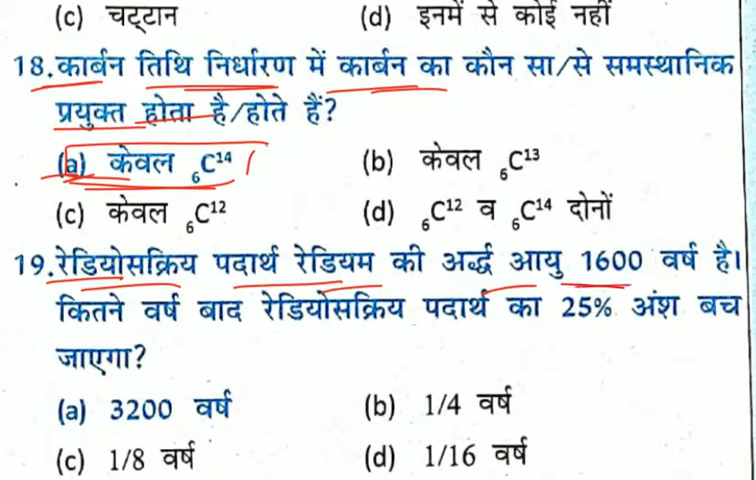 (c) चट्टान (d) इनमें से कोई नहीं
18. कार्बन तिथि निर्धारण में कार्बन का कौन सा/से समस्थानिक
प्रयुक्त होता है/होते हैं?
(a) केवल ₆C¹⁴ (b) केवल ₆C¹³
(c) केवल ₆C¹² (d) ₆C¹² व ₆C¹⁴ दोनों
19. रेडियोसक्रिय पदार्थ रेडियम की अर्द्ध आयु 1600 वर्ष है।
कितने वर्ष बाद रेडियोसक्रिय पदार्थ का 25% अंश बच
जाएगा?
(a) 3200 वर्ष (b) 1/4 वर्ष
(c) 1/8 वर्ष (d) 1/16 वर्ष